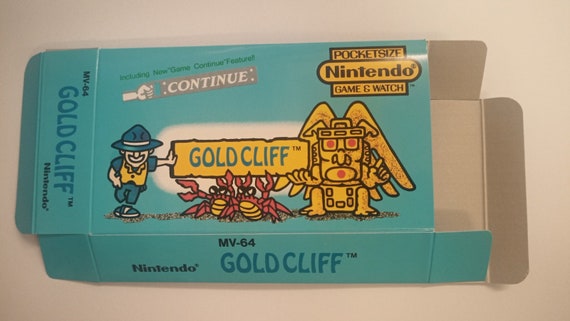 Including New "Game Continue" Feature!!
CONTINUE
POCKETSIZE
Nintendo®
GAME & WATCH™
GOLD CLIFF™
MV-64
GOLD CLIFF™
Nintendo®
MV-64
Nintendo® GOLD CLIFF™